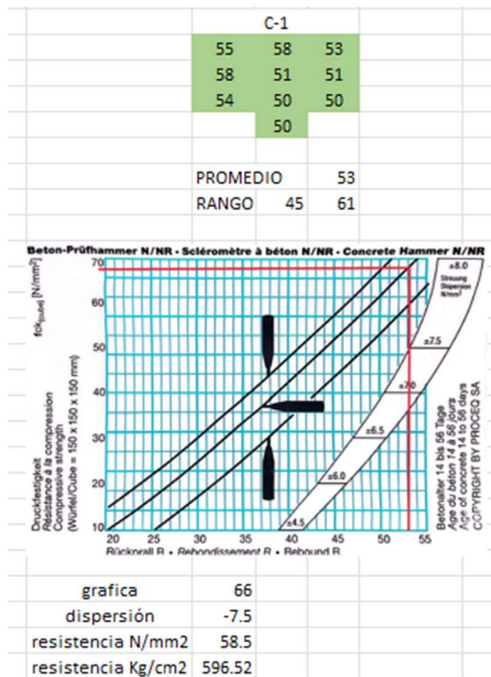 C-1
55 58 53
58 51 51
54 50 50
50
PROMEDIO 53
RANGO 45 61
Beton-Prüfhammer N/NR · Scléromètre à béton N/NR · Concrete Hammer N/NR
fck(cube) [N/mm²]
Druckfestigkeit
Résistance à la compression
Compressive strength
(Würfel/Cube = 150 x 150 x 150 mm)
70
60
50
40
30
20
10
±8.0
Streuung
Dispersion
N/mm²
±7.5
±7.0
±6.5
±6.0
±4.5
Betonalter 14 bis 56 Tage
Age du béton 14 à 56 jours
Age of concrete 14 to 56 days
COPYRIGHT BY PROCEQ SA
20 25 30 35 40 45 50 55
Rückprall R · Rebondissement R · Rebound R
grafica 66
dispersión -7.5
resistencia N/mm2 58.5
resistencia Kg/cm2 596.52